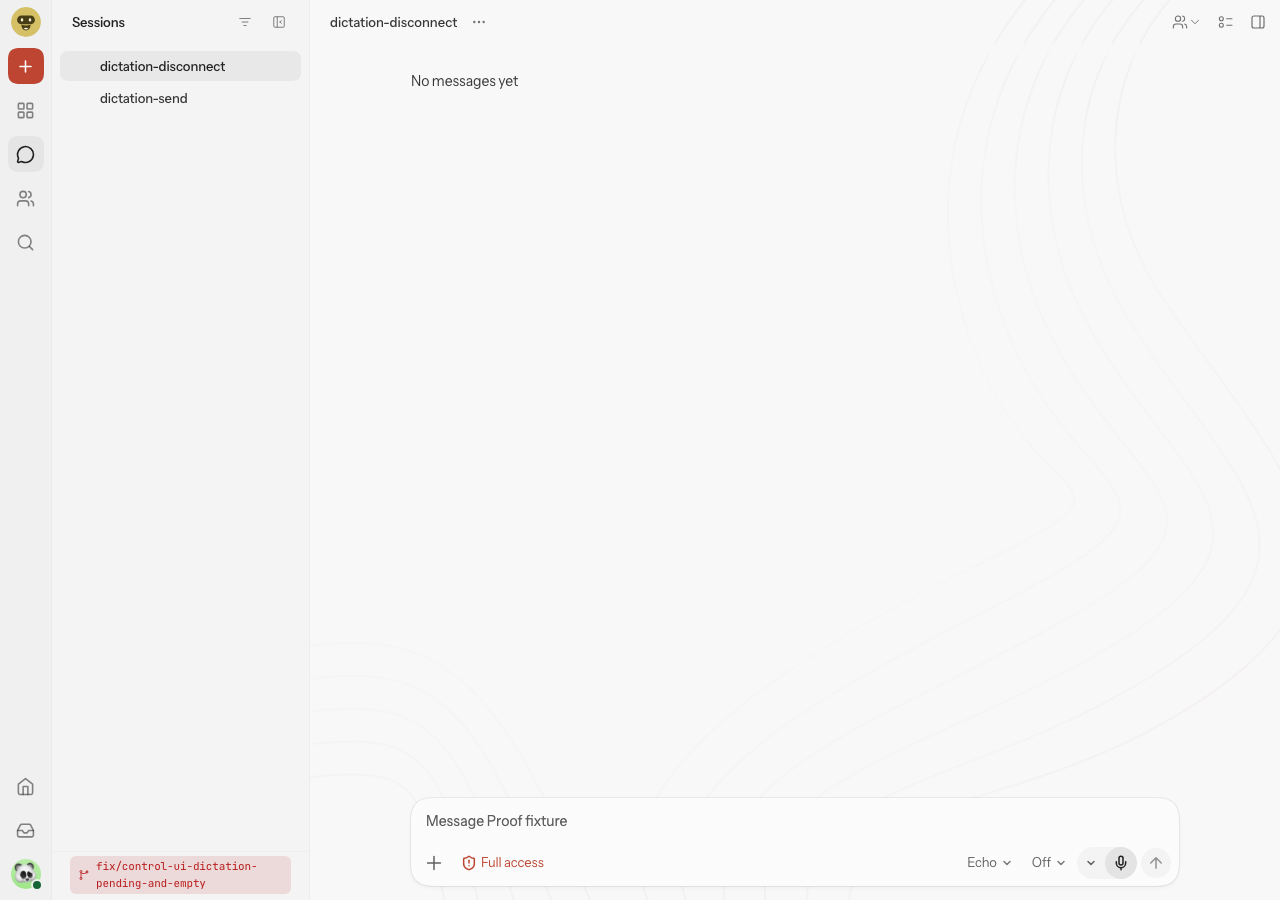 Sessions
dictation-disconnect
dictation-send
fix/control-ui-dictation-
pending-and-empty
dictation-disconnect
No messages yet
Message Proof fixture
Full access
Echo
Off